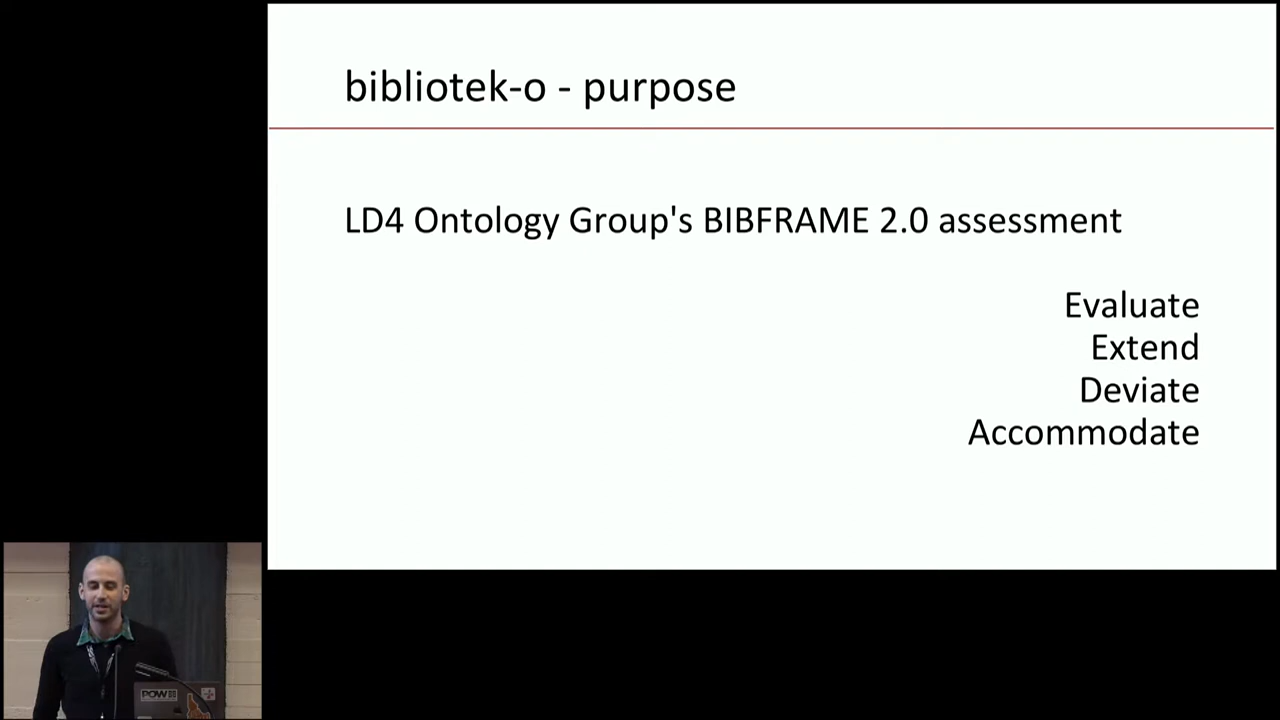 bibliotek-o - purpose
LD4 Ontology Group's BIBFRAME 2.0 assessment
Evaluate
Extend
Deviate
Accommodate